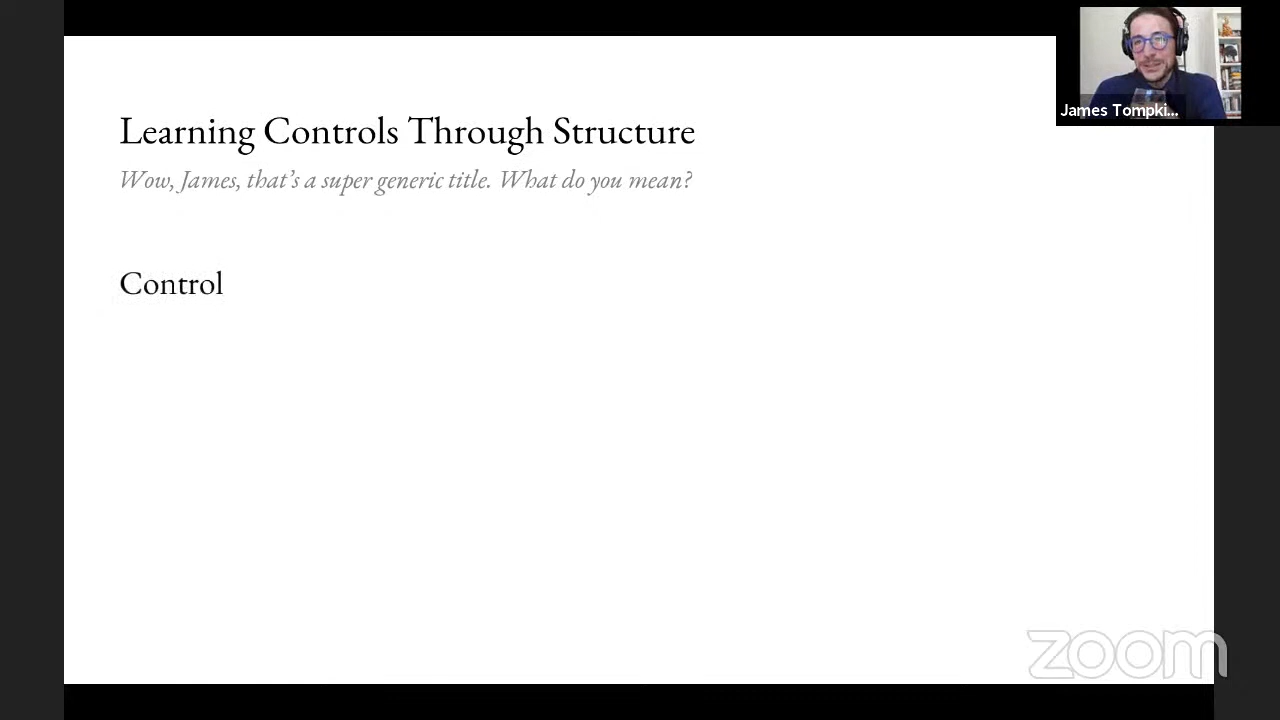 Learning Controls Through Structure
Wow, James, that's a super generic title. What do you mean?
Control
James Tompki...
zoom